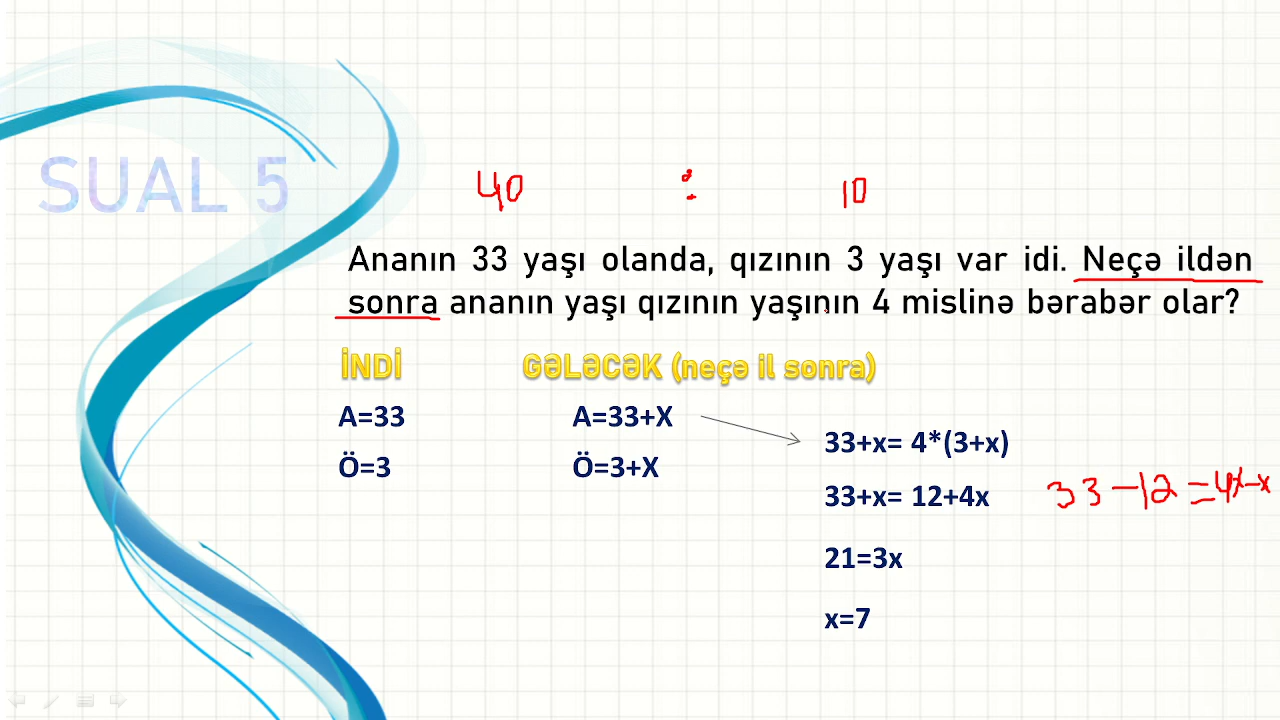 SUAL 5
40 : 10
Ananın 33 yaşı olanda, qızının 3 yaşı var idi. Neçə ildən
sonra ananın yaşı qızının yaşının 4 mislinə bərabər olar?
İNDİ GƏLƏCƏK (neçə il sonra)
A=33 A=33+X
33+x= 4*(3+x)
Ö=3 Ö=3+X
33+x= 12+4x 33-12=4x-x
21=3x
x=7